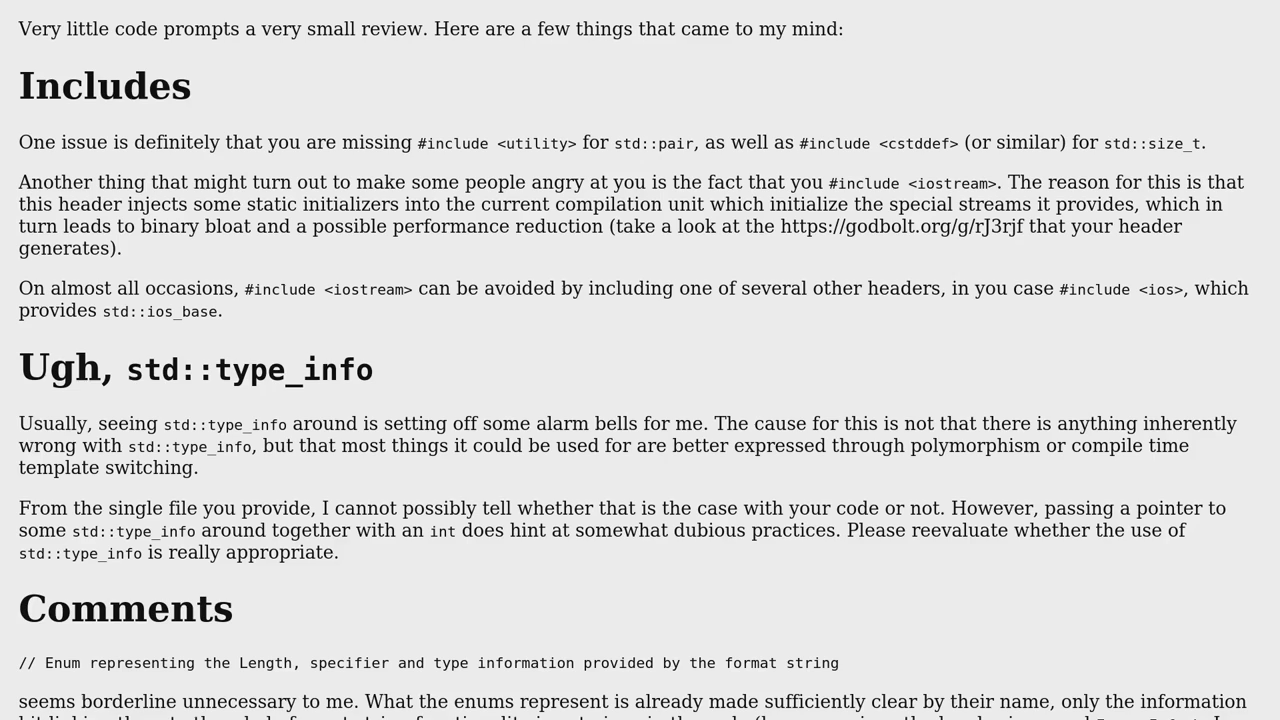 Very little code prompts a very small review. Here are a few things that came to my mind:
Includes
One issue is definitely that you are missing #include <utility> for std::pair, as well as #include <cstddef> (or similar) for std::size_t.
Another thing that might turn out to make some people angry at you is the fact that you #include <iostream>. The reason for this is that
this header injects some static initializers into the current compilation unit which initialize the special streams it provides, which in
turn leads to binary bloat and a possible performance reduction (take a look at the https://godbolt.org/g/rJ3rjf that your header
generates).
On almost all occasions, #include <iostream> can be avoided by including one of several other headers, in you case #include <ios>, which
provides std::ios_base.
Ugh, std::type_info
Usually, seeing std::type_info around is setting off some alarm bells for me. The cause for this is not that there is anything inherently
wrong with std::type_info, but that most things it could be used for are better expressed through polymorphism or compile time
template switching.
From the single file you provide, I cannot possibly tell whether that is the case with your code or not. However, passing a pointer to
some std::type_info around together with an int does hint at somewhat dubious practices. Please reevaluate whether the use of
std::type_info is really appropriate.
Comments
// Enum representing the Length, specifier and type information provided by the format string
seems borderline unnecessary to me. What the enums represent is already made sufficiently clear by their name, only the information